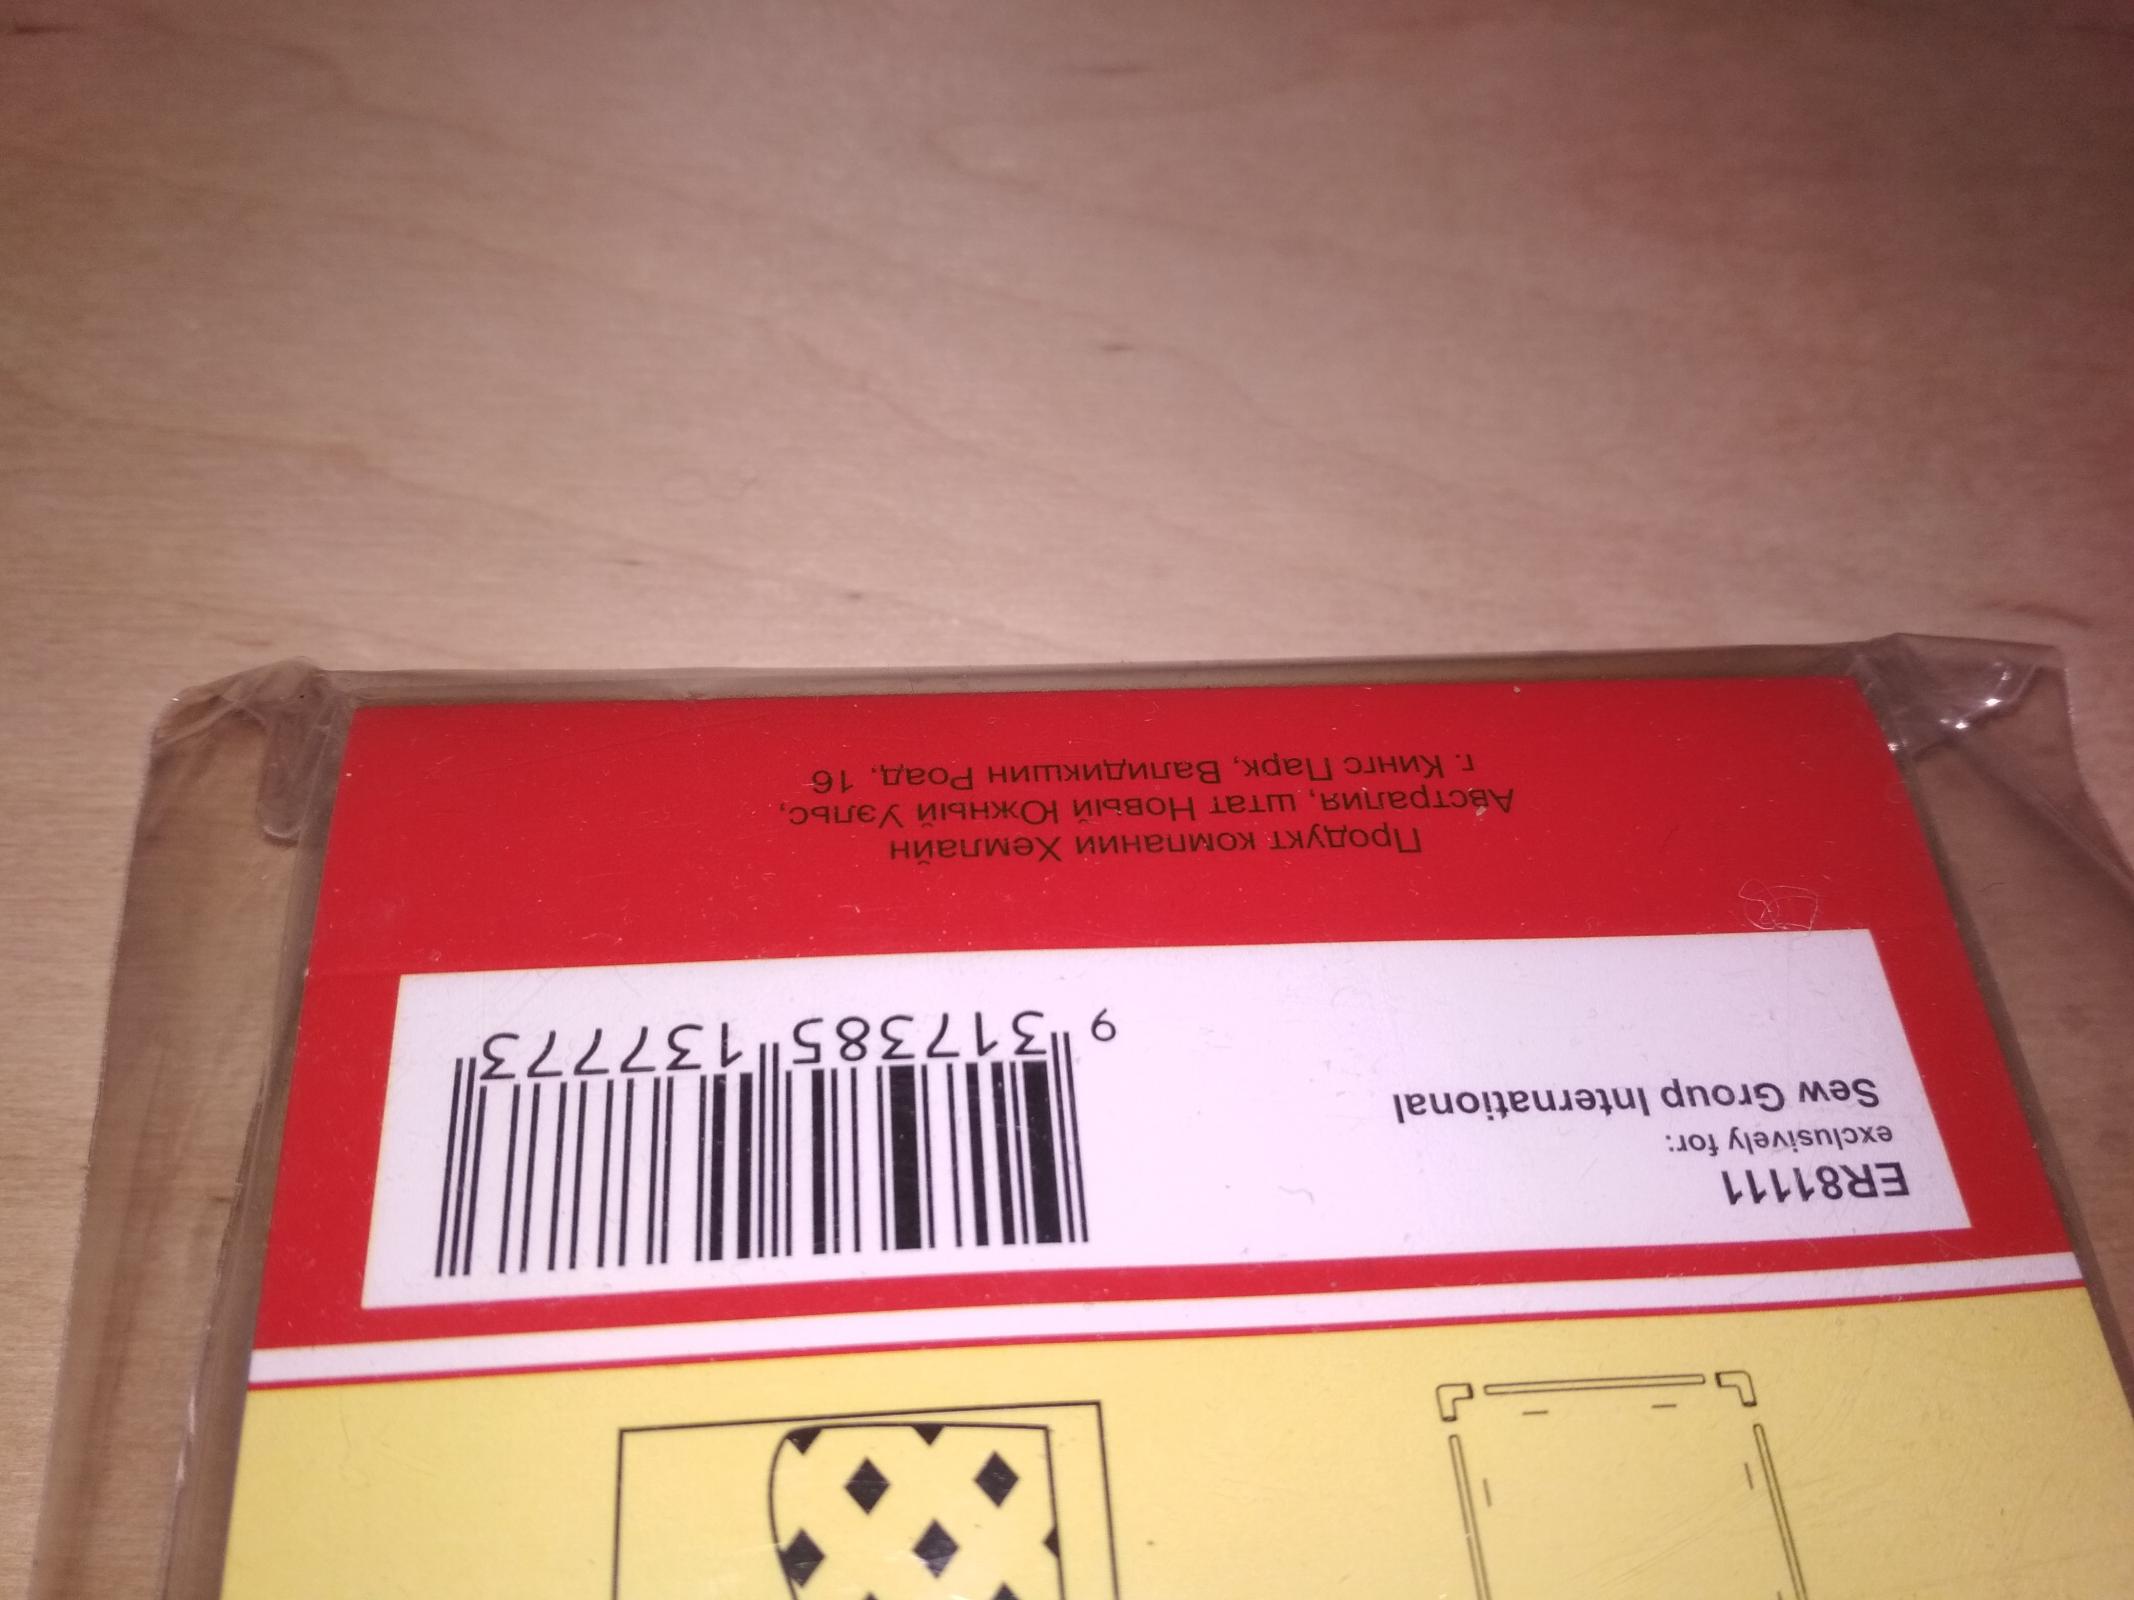 ER81111
exclusively for:
Sew Group International
9 317385 137773
Продукт компании Хемлайн
Австралия, штат Новый Южный Уэльс,
г. Кингс Парк, Валидикшин Роад, 16